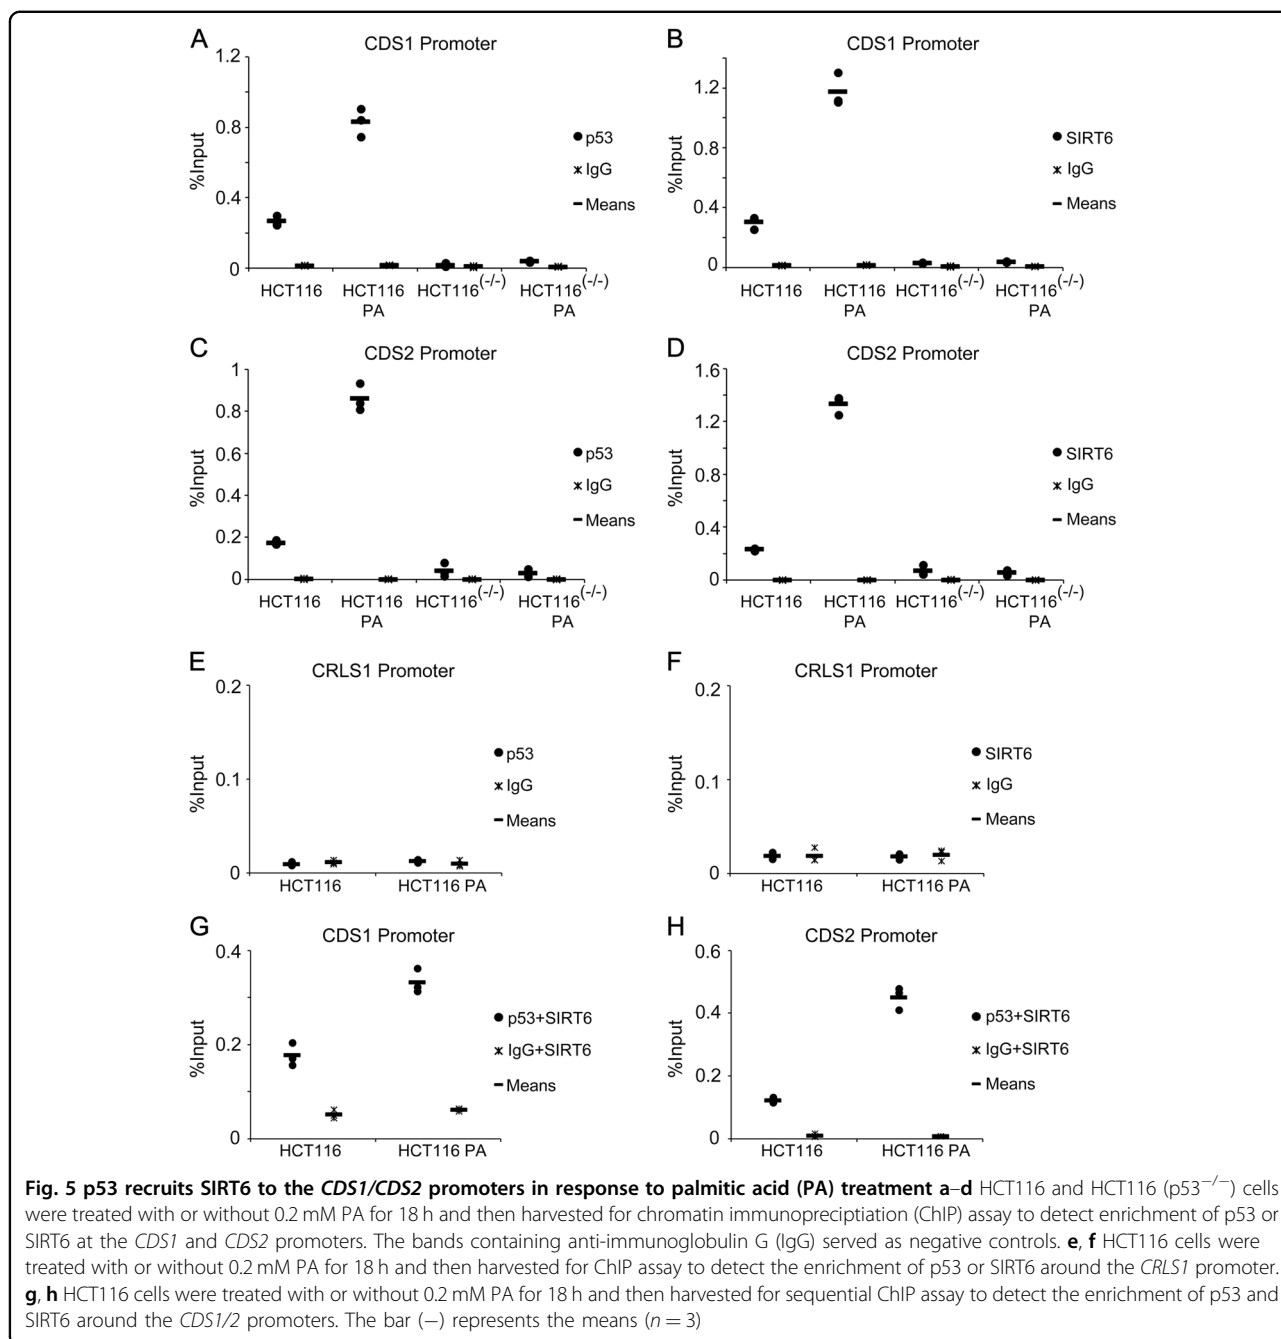 A
CDS1 Promoter
1.2
0.8
0.4
0
%Input
p53
IgG
Means
HCT116 HCT116 HCT116(-/-) HCT116(-/-)
PA PA
B
CDS1 Promoter
1.2
0.8
0.4
0
%Input
SIRT6
IgG
Means
HCT116 HCT116 HCT116(-/-) HCT116(-/-)
PA PA
C
CDS2 Promoter
1
0.8
0.6
0.4
0.2
0
%Input
p53
IgG
Means
HCT116 HCT116 HCT116(-/-) HCT116(-/-)
PA PA
D
CDS2 Promoter
1.6
1.2
0.8
0.4
0
%Input
SIRT6
IgG
Means
HCT116 HCT116 HCT116(-/-) HCT116(-/-)
PA PA
E
CRLS1 Promoter
0.2
0.1
0
%Input
p53
IgG
Means
HCT116 HCT116 PA
F
CRLS1 Promoter
0.2
0.1
0
%Input
SIRT6
IgG
Means
HCT116 HCT116 PA
G
CDS1 Promoter
0.4
0.2
0
%Input
p53+SIRT6
IgG+SIRT6
Means
HCT116 HCT116 PA
H
CDS2 Promoter
0.6
0.4
0.2
0
%Input
p53+SIRT6
IgG+SIRT6
Means
HCT116 HCT116 PA
Fig. 5 p53 recruits SIRT6 to the CDS1/CDS2 promoters in response to palmitic acid (PA) treatment a–d HCT116 and HCT116 (p53−/−) cells
were treated with or without 0.2 mM PA for 18 h and then harvested for chromatin immunopreciptiation (ChIP) assay to detect enrichment of p53 or
SIRT6 at the CDS1 and CDS2 promoters. The bands containing anti-immunoglobulin G (IgG) served as negative controls. e, f HCT116 cells were
treated with or without 0.2 mM PA for 18 h and then harvested for ChIP assay to detect the enrichment of p53 or SIRT6 around the CRLS1 promoter.
g, h HCT116 cells were treated with or without 0.2 mM PA for 18 h and then harvested for sequential ChIP assay to detect the enrichment of p53 and
SIRT6 around the CDS1/2 promoters. The bar (−) represents the means (n = 3)